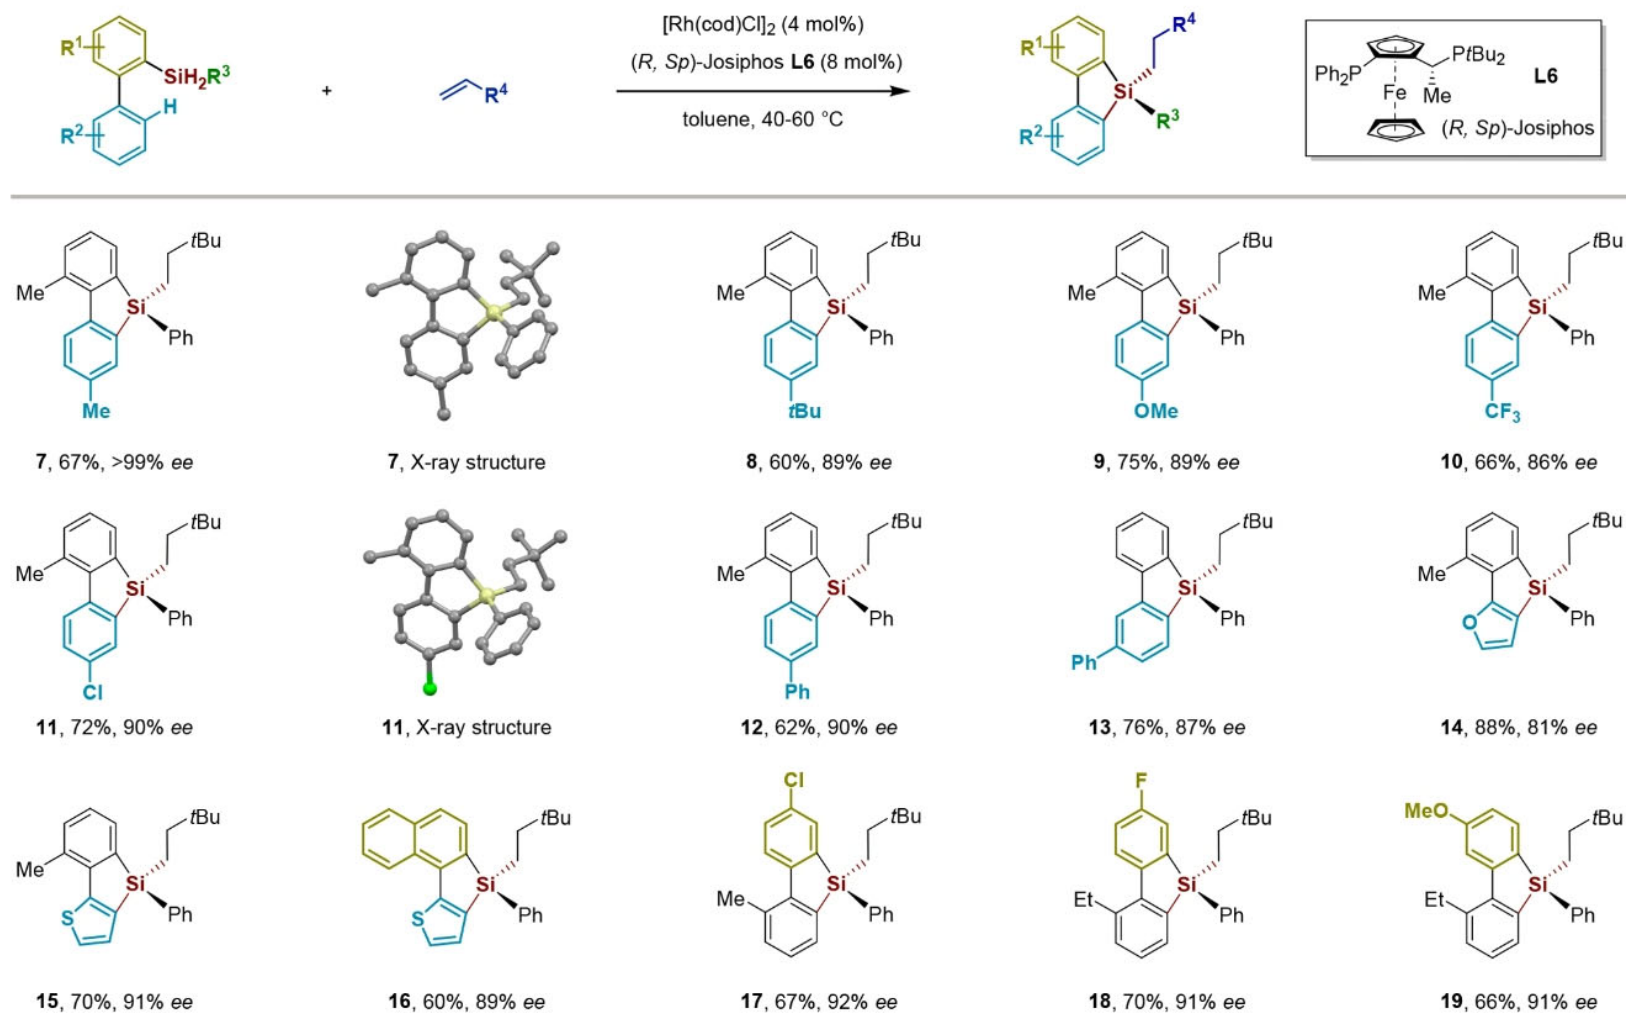 R1
SiH2R3
H
R2
+
R4
[Rh(cod)Cl]2 (4 mol%)
(R, Sp)-Josiphos L6 (8 mol%)
toluene, 40-60 °C
R4
R1
Si
R3
R2
Ph2P
PtBu2
Fe
Me
L6
(R, Sp)-Josiphos
tBu
Me
Si
Ph
Me
7, 67%, >99% ee
7, X-ray structure
tBu
Me
Si
Ph
tBu
8, 60%, 89% ee
tBu
Me
Si
Ph
OMe
9, 75%, 89% ee
tBu
Me
Si
Ph
CF3
10, 66%, 86% ee
tBu
Me
Si
Ph
Cl
11, 72%, 90% ee
11, X-ray structure
tBu
Me
Si
Ph
Ph
12, 62%, 90% ee
tBu
Si
Ph
Ph
13, 76%, 87% ee
tBu
Me
Si
Ph
O
14, 88%, 81% ee
tBu
Me
Si
Ph
S
15, 70%, 91% ee
tBu
Si
Ph
S
16, 60%, 89% ee
Cl
tBu
Si
Me
Ph
17, 67%, 92% ee
F
tBu
Si
Et
Ph
18, 70%, 91% ee
MeO
tBu
Si
Et
Ph
19, 66%, 91% ee